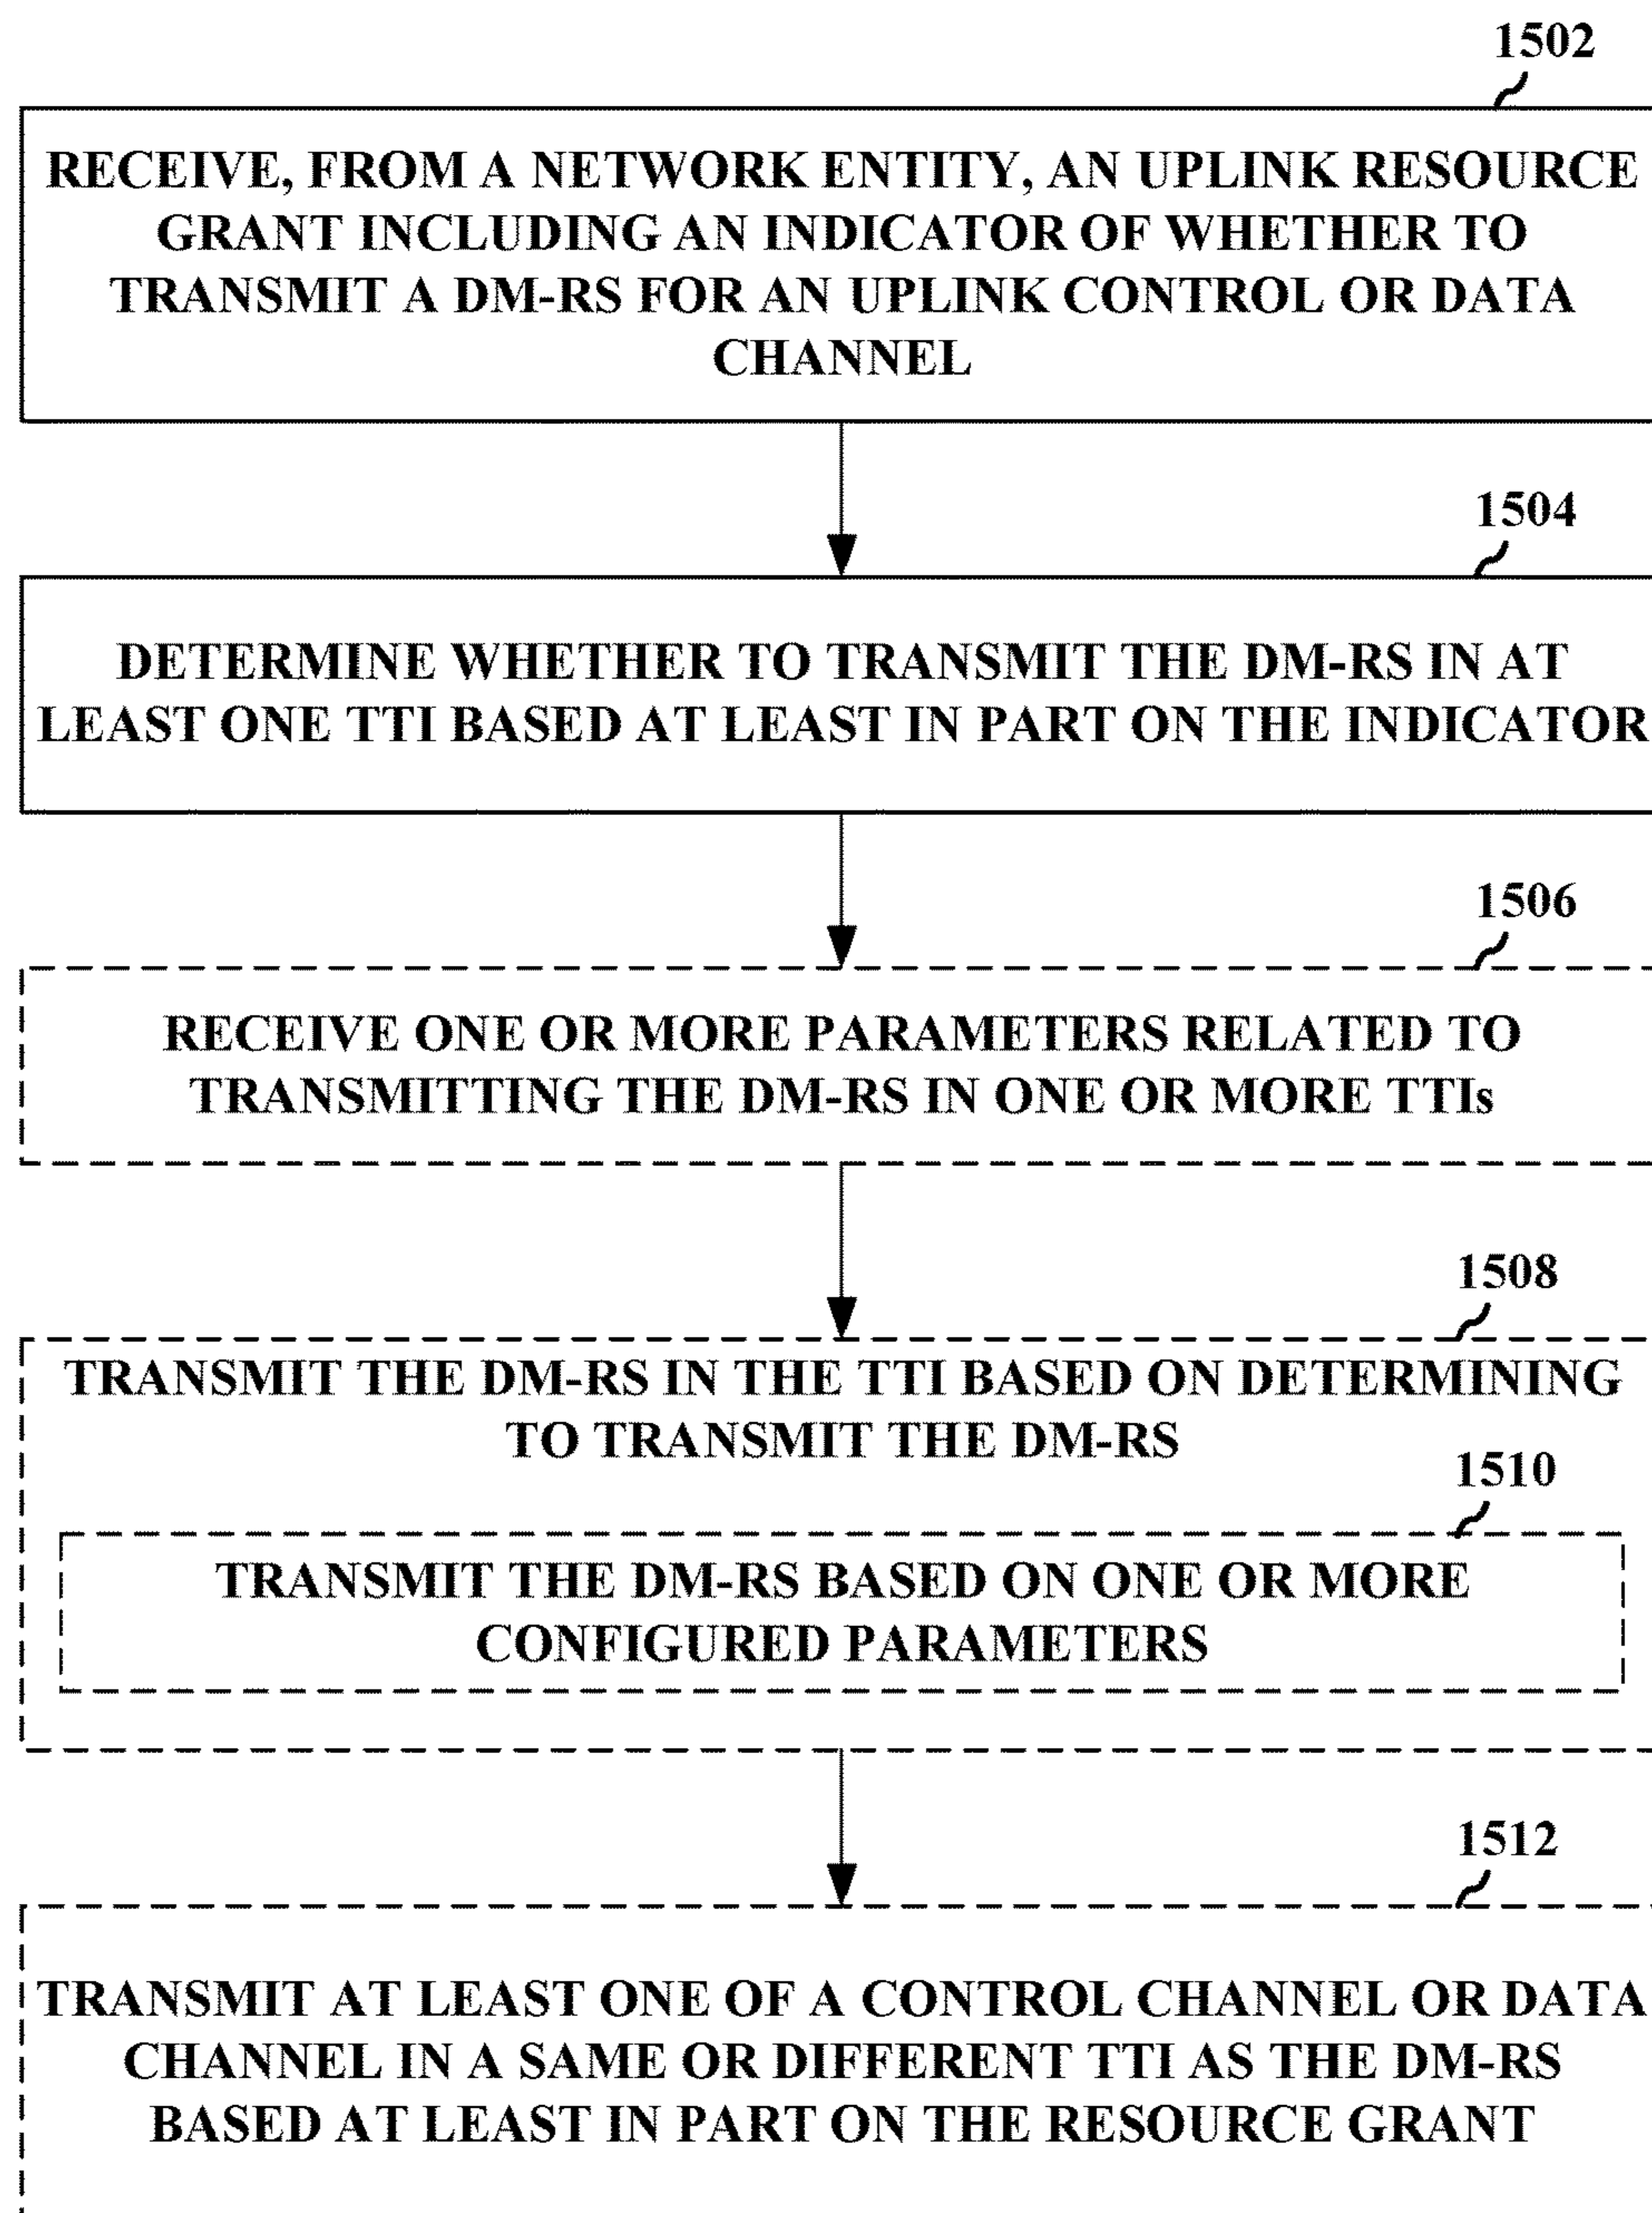 1502
RECEIVE, FROM A NETWORK ENTITY, AN UPLINK RESOURCE
GRANT INCLUDING AN INDICATOR OF WHETHER TO
TRANSMIT A DM-RS FOR AN UPLINK CONTROL OR DATA
CHANNEL
1504
DETERMINE WHETHER TO TRANSMIT THE DM-RS IN AT
LEAST ONE TTI BASED AT LEAST IN PART ON THE INDICATOR
1506
RECEIVE ONE OR MORE PARAMETERS RELATED TO
TRANSMITTING THE DM-RS IN ONE OR MORE TTIs
1508
TRANSMIT THE DM-RS IN THE TTI BASED ON DETERMINING
TO TRANSMIT THE DM-RS
1510
TRANSMIT THE DM-RS BASED ON ONE OR MORE
CONFIGURED PARAMETERS
1512
TRANSMIT AT LEAST ONE OF A CONTROL CHANNEL OR DATA
CHANNEL IN A SAME OR DIFFERENT TTI AS THE DM-RS
BASED AT LEAST IN PART ON THE RESOURCE GRANT